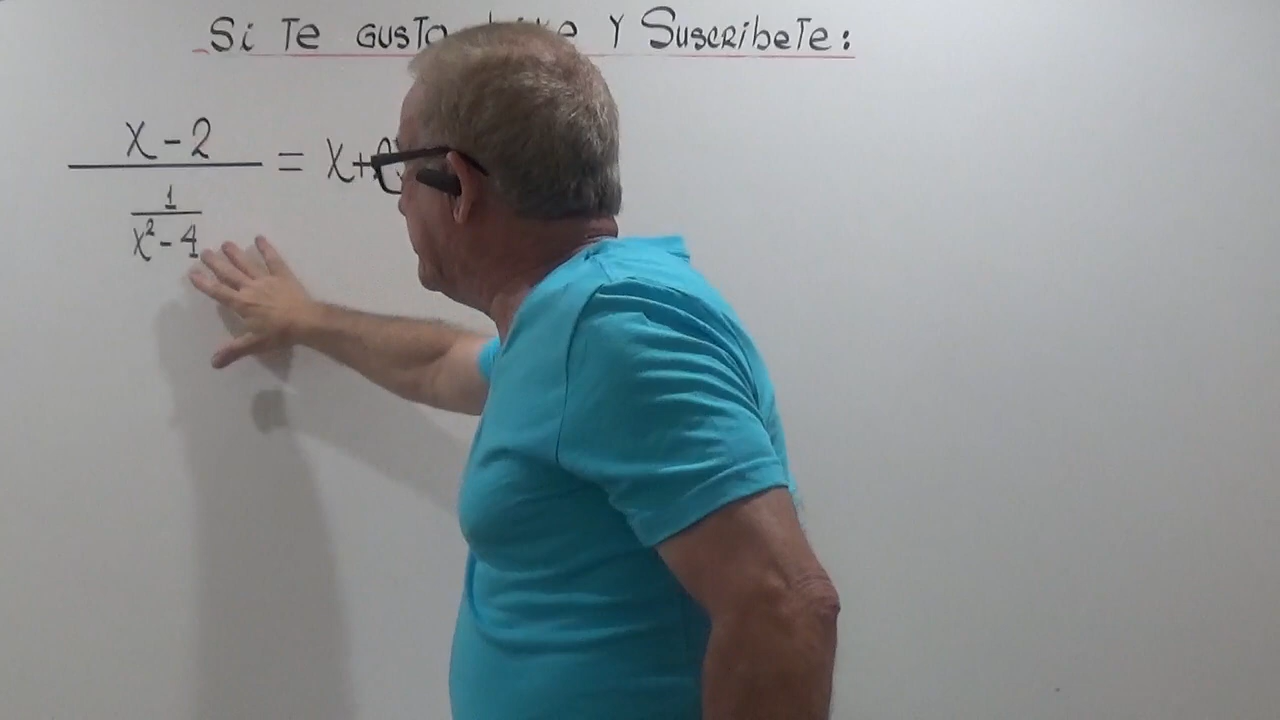 Si Te GUSTO Y SUSCRIBeTe:
x - 2
= x +
1
x² - 4